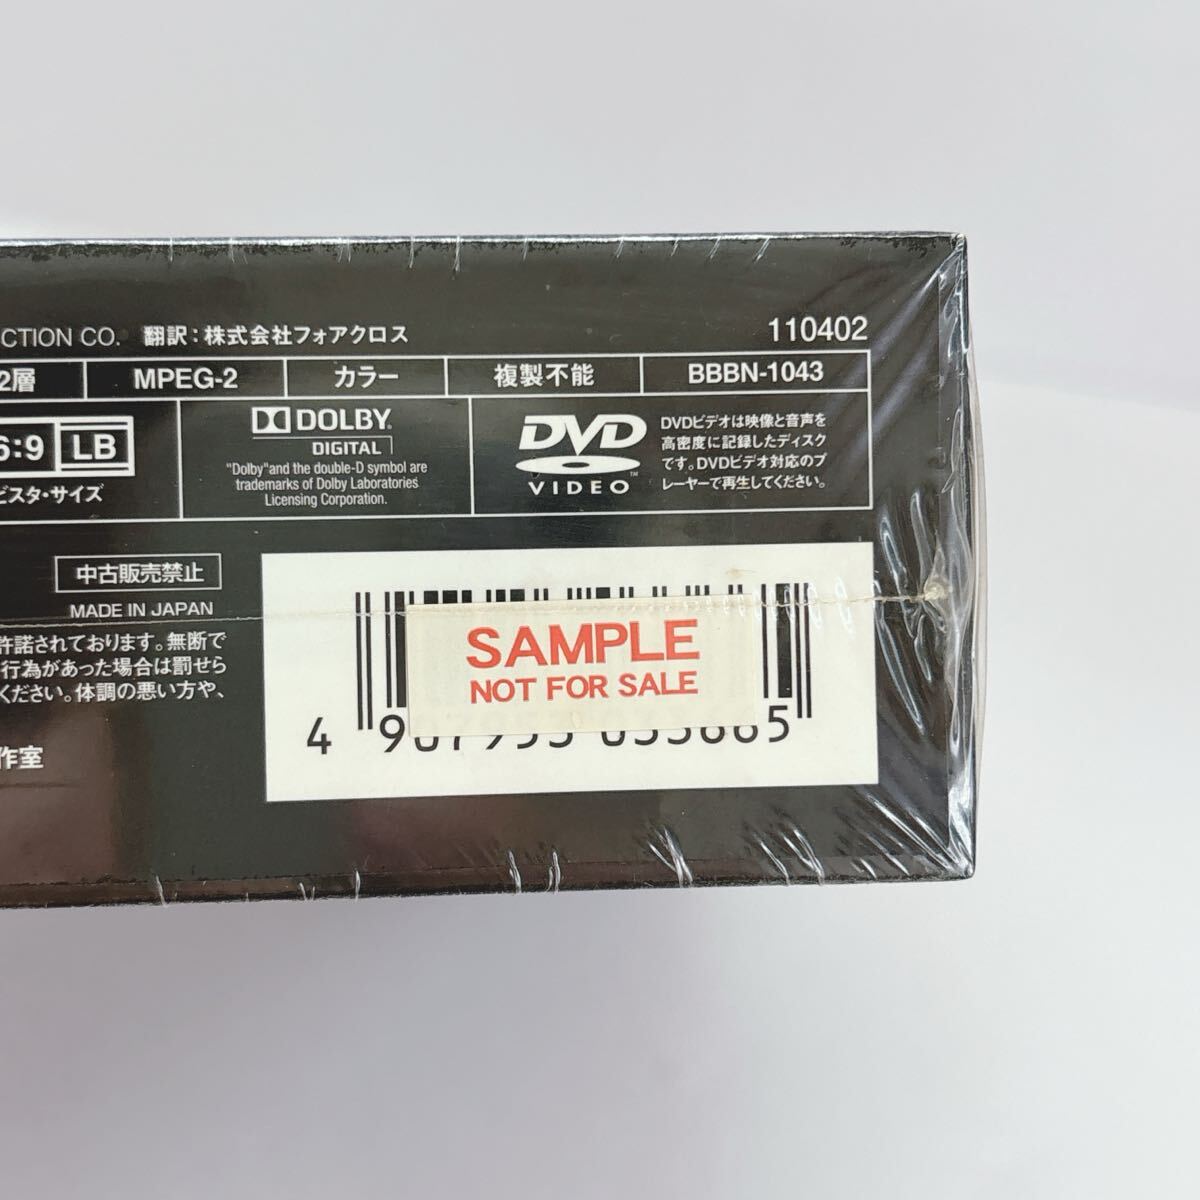 CTION CO. 翻訳：株式会社フォアクロス 110402
2層 MPEG-2 カラー 複製不能 BBBN-1043
6:9 LB
ビスタ・サイズ
DOLBY
DIGITAL
"Dolby"and the double-D symbol are
trademarks of Dolby Laboratories
Licensing Corporation.
DVD
VIDEO
DVDビデオは映像と音声を
高密度に記録したディスク
です。DVDビデオ対応のプ
レーヤーで再生してください。
中古販売禁止
MADE IN JAPAN
許諾されております。無断で
行為があった場合は罰せら
ください。体調の悪い方や、
作室
SAMPLE
NOT FOR SALE
4 907953 035665